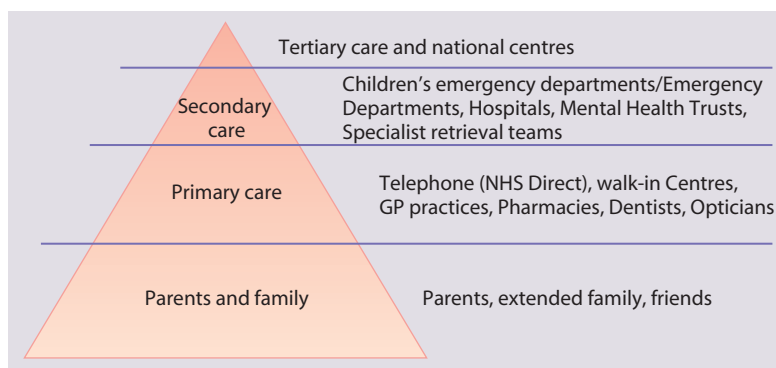 Tertiary care and national centres
Secondary
care
Children’s emergency departments/Emergency
Departments, Hospitals, Mental Health Trusts,
Specialist retrieval teams
Primary care
Telephone (NHS Direct), walk-in Centres,
GP practices, Pharmacies, Dentists, Opticians
Parents and family
Parents, extended family, friends